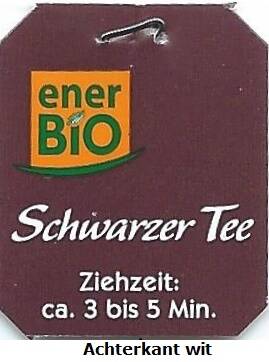 ener
BiO
Schwarzer Tee
Ziehzeit:
ca. 3 bis 5 Min.
Achterkant wit